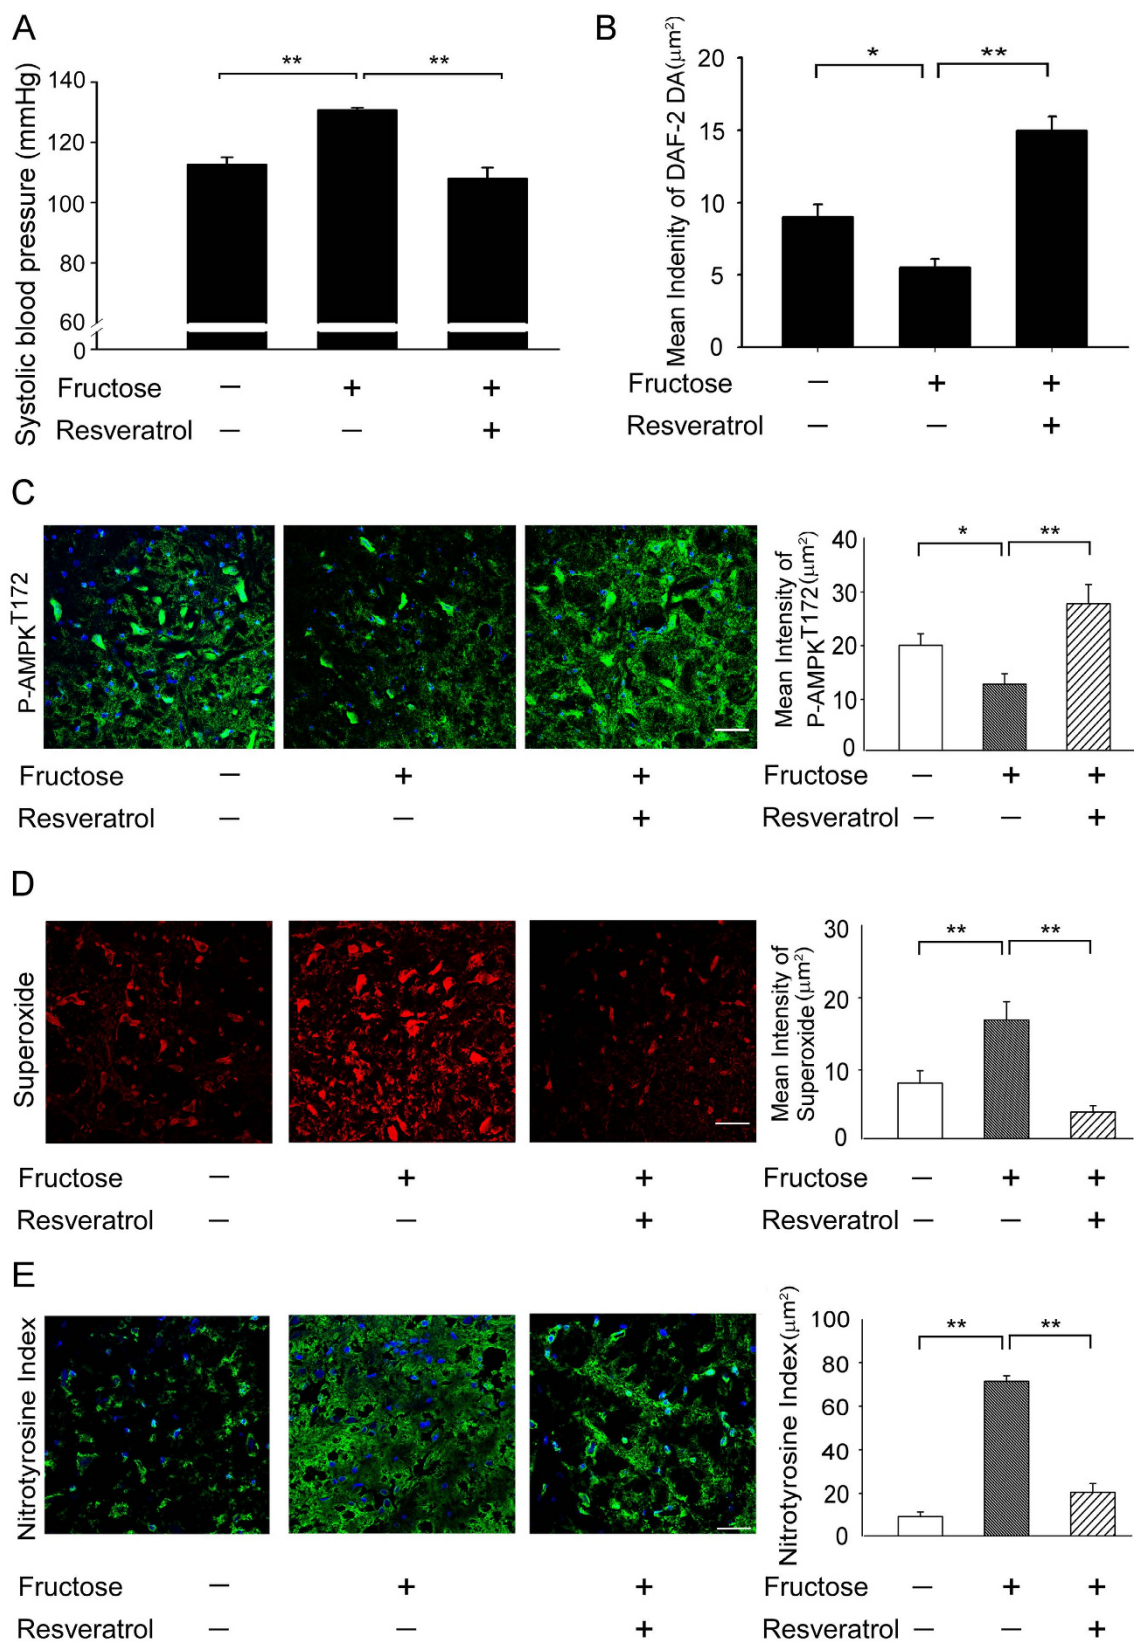 A
Systolic blood pressure (mmHg)
140
120
100
80
60
0
** **
Fructose — + +
Resveratrol — — +
B
Mean Indenity of DAF-2 DA(μm²)
20
15
10
5
0
* **
Fructose — + +
Resveratrol — — +
C
P-AMPKT172
Fructose — + +
Resveratrol — — +
Mean Intensity of
P-AMPKT172(μm²)
40
30
20
10
0
* **
Fructose — + +
Resveratrol — — +
D
Superoxide
Fructose — + +
Resveratrol — — +
Mean Intensity of
Superoxide (μm²)
30
20
10
0
** **
Fructose — + +
Resveratrol — — +
E
Nitrotyrosine Index
Fructose — + +
Resveratrol — — +
Nitrotyrosine Index(μm²)
100
80
60
40
20
0
** **
Fructose — + +
Resveratrol — — +